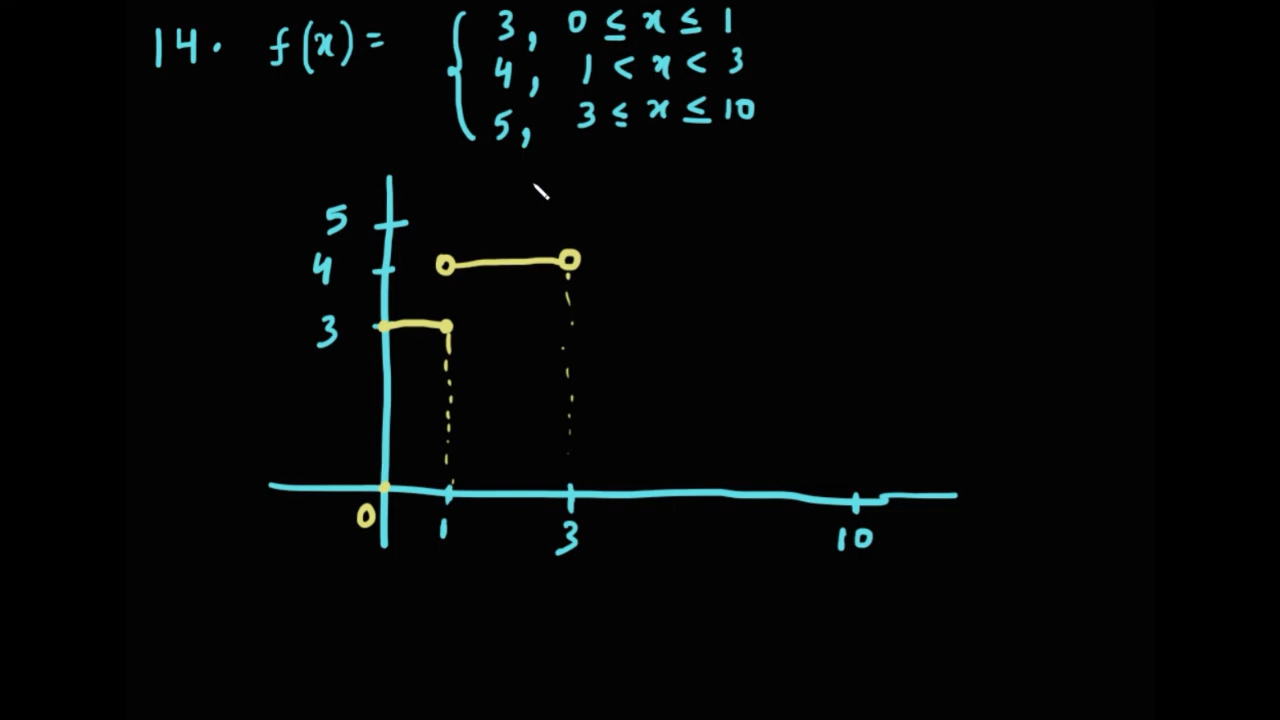 14. f(x) = { 3, 0 ≤ x ≤ 1
4, 1 < x < 3
5, 3 ≤ x ≤ 10
5
4
3
0 1 3 10